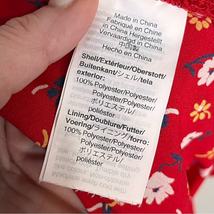 Made in China
Fabriqué en Chine
In China Hergestellt
Vervaardigd in China
中国製
Hecho en China
Shell/Extérieur/Oberstoff/
Buitenkant/シェル/tela
exterior:
100% Polyester/Polyester/
Polyester/Polyester/
ポリエステル/
poliéster
Lining/Doublure/Futter/
Voering/ライニング/forro:
100% Polyester/Polyester/
Polyester/Polyester/
ポリエステル/
poliéster